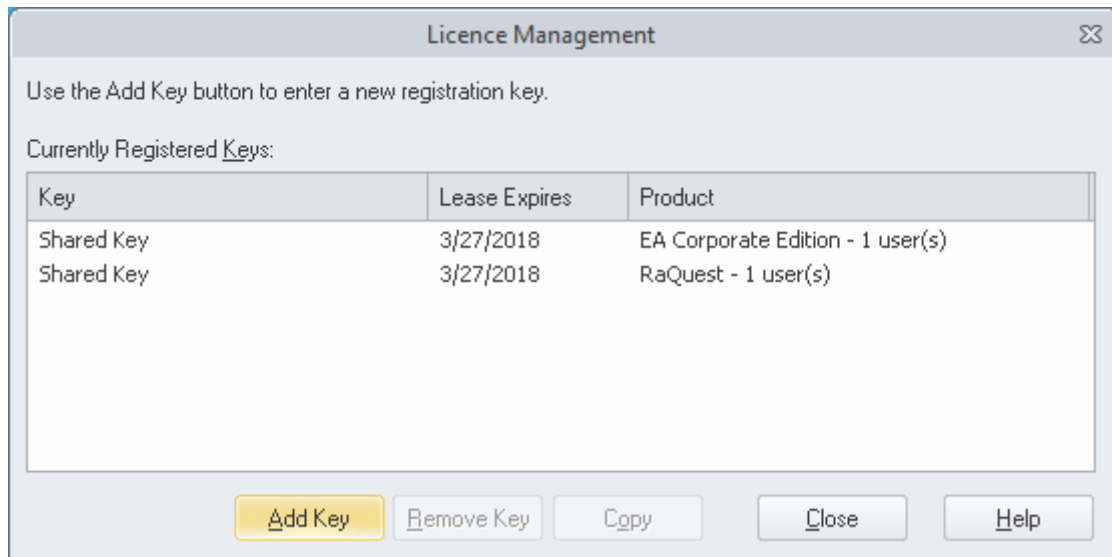 Licence Management
Use the Add Key button to enter a new registration key.
Currently Registered Keys:
Key Lease Expires Product
Shared Key 3/27/2018 EA Corporate Edition - 1 user(s)
Shared Key 3/27/2018 RaQuest - 1 user(s)
Add Key Remove Key Copy Close Help